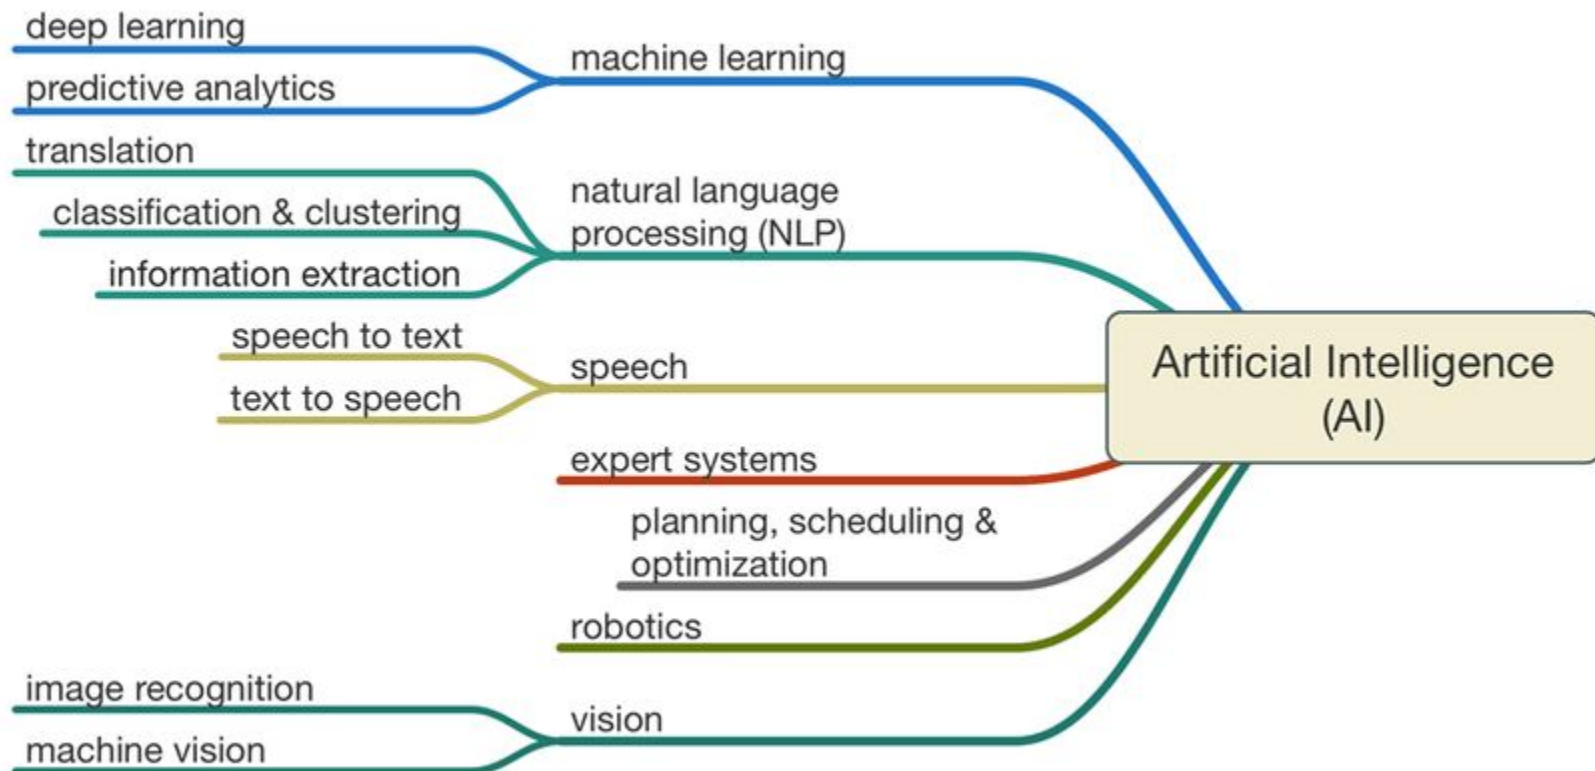 deep learning
predictive analytics
machine learning
translation
classification & clustering
information extraction
natural language
processing (NLP)
speech to text
text to speech
speech
expert systems
planning, scheduling &
optimization
robotics
image recognition
machine vision
vision
Artificial Intelligence
(AI)